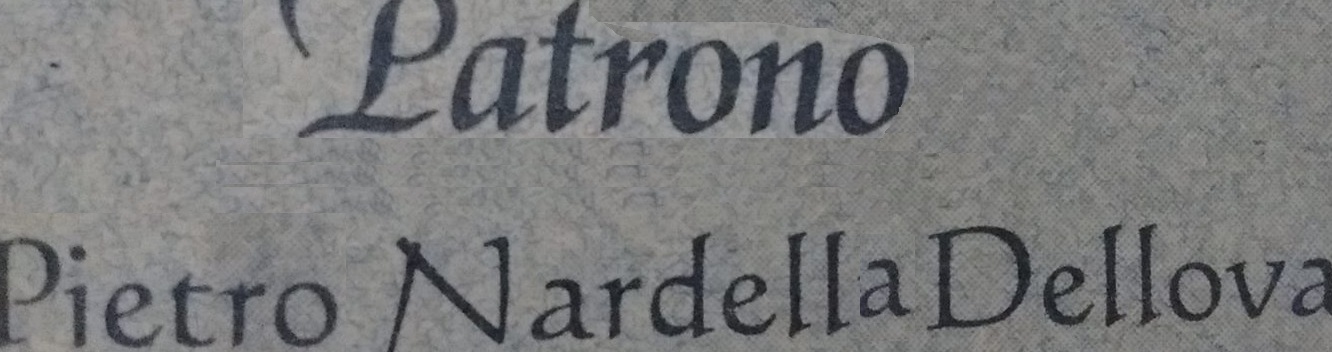 Patrono
Pietro Nardella Dellova